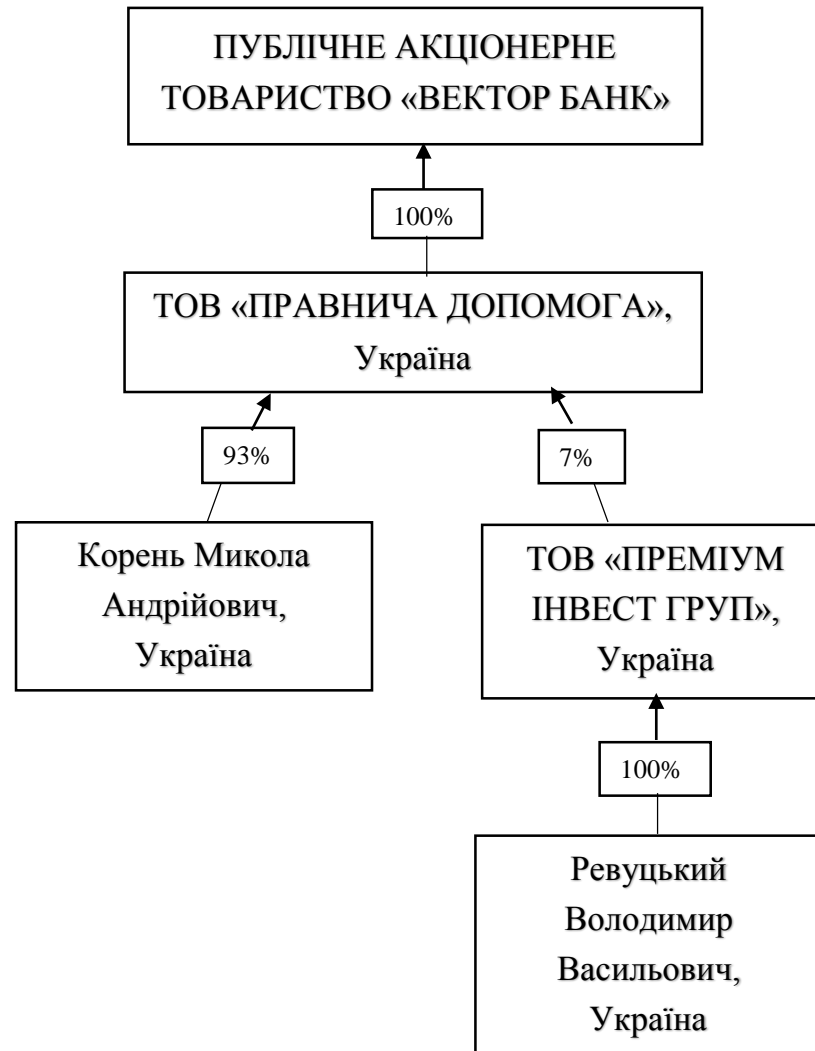 ПУБЛІЧНЕ АКЦІОНЕРНЕ
ТОВАРИСТВО «ВЕКТОР БАНК»
100%
ТОВ «ПРАВНИЧА ДОПОМОГА»,
Україна
93%
7%
Корень Микола
Андрійович,
Україна
ТОВ «ПРЕМІУМ
ІНВЕСТ ГРУП»,
Україна
100%
Ревуцький
Володимир
Васильович,
Україна